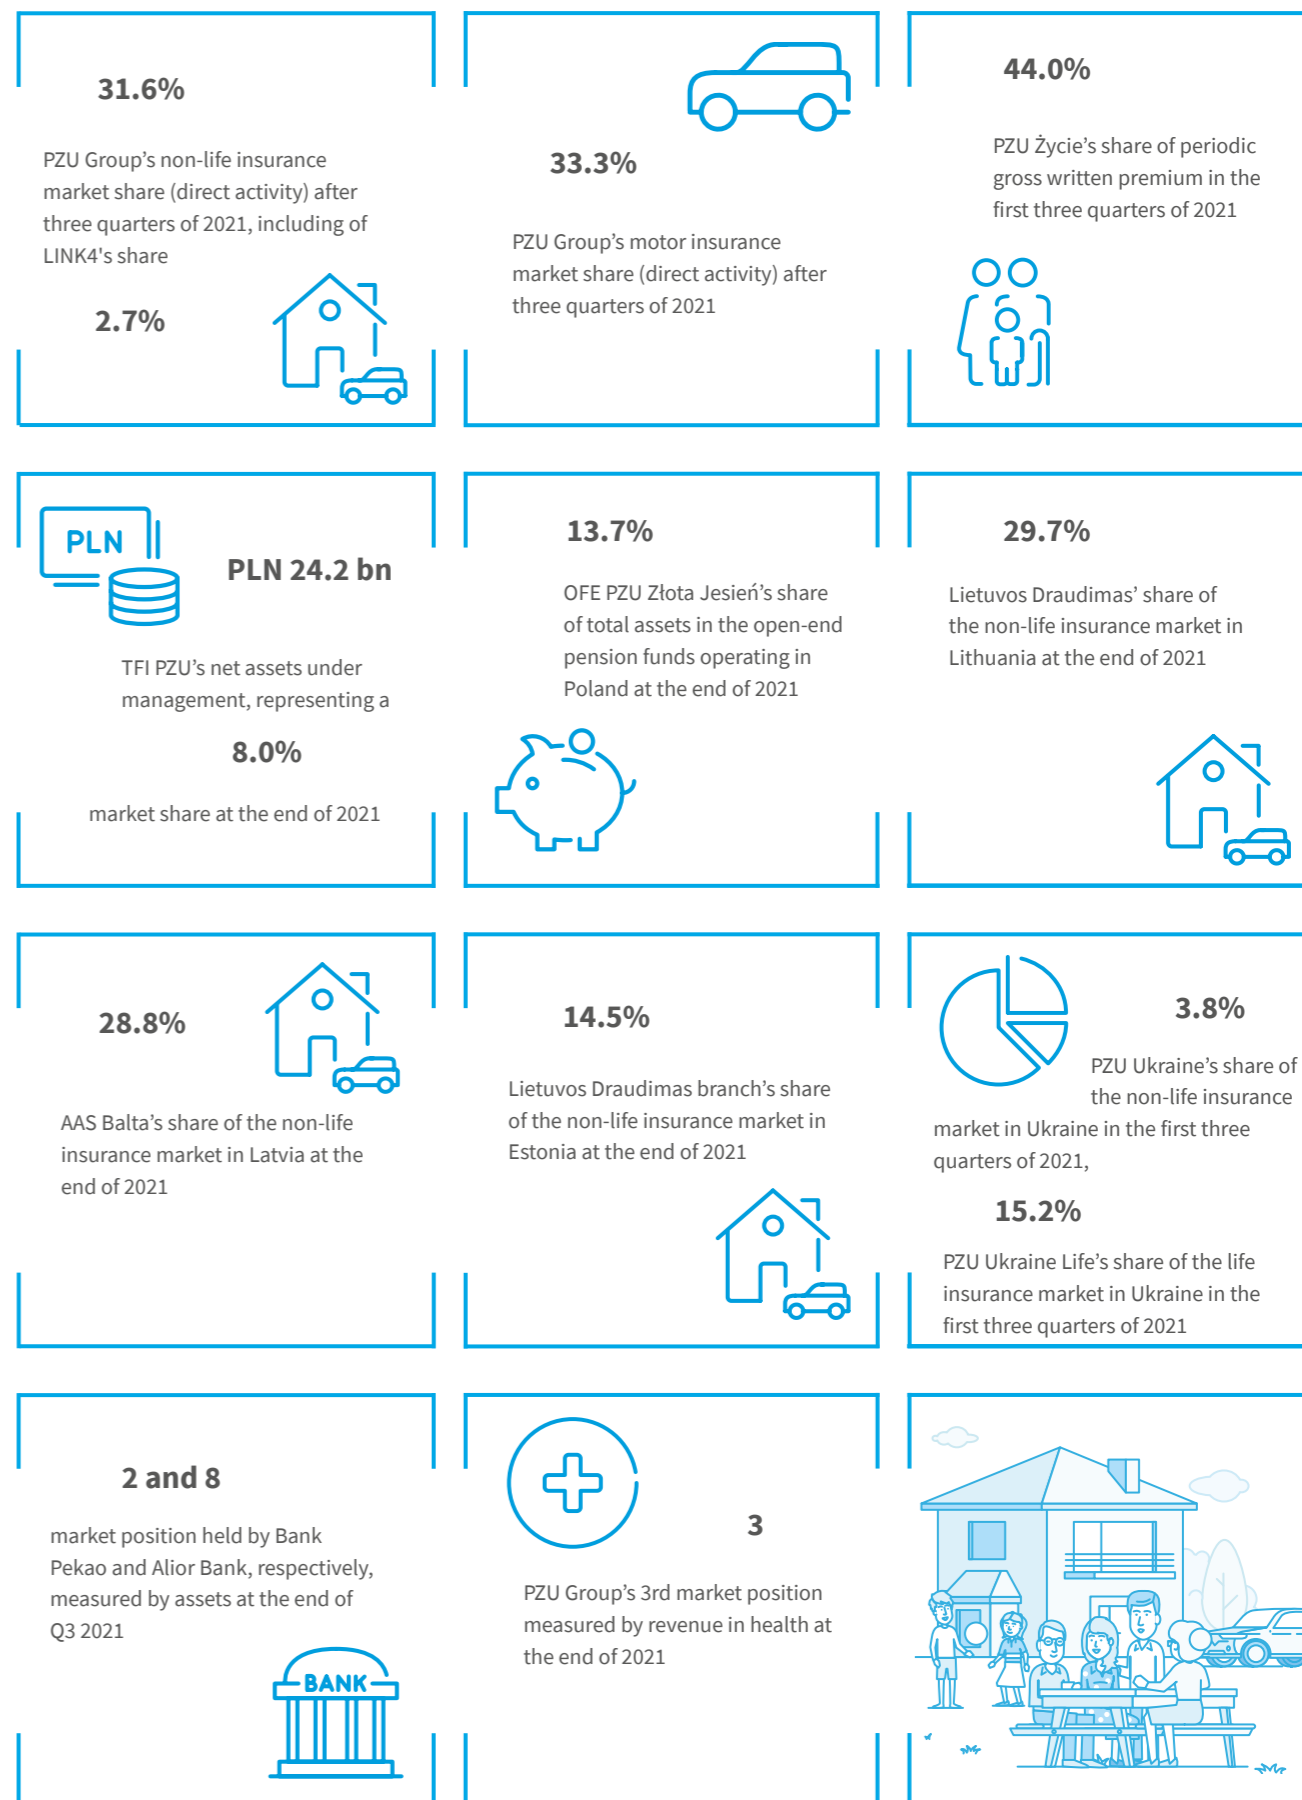 31.6%
PZU Group’s non-life insurance
market share (direct activity) after
three quarters of 2021, including of
LINK4's share
2.7%
33.3%
PZU Group’s motor insurance
market share (direct activity) after
three quarters of 2021
44.0%
PZU Życie’s share of periodic
gross written premium in the
first three quarters of 2021
PLN
PLN 24.2 bn
TFI PZU’s net assets under
management, representing a
8.0%
market share at the end of 2021
13.7%
OFE PZU Złota Jesień’s share
of total assets in the open-end
pension funds operating in
Poland at the end of 2021
29.7%
Lietuvos Draudimas’ share of
the non-life insurance market in
Lithuania at the end of 2021
28.8%
AAS Balta’s share of the non-life
insurance market in Latvia at the
end of 2021
14.5%
Lietuvos Draudimas branch’s share
of the non-life insurance market in
Estonia at the end of 2021
3.8%
PZU Ukraine’s share of
the non-life insurance
market in Ukraine in the first three
quarters of 2021,
15.2%
PZU Ukraine Life’s share of the life
insurance market in Ukraine in the
first three quarters of 2021
2 and 8
market position held by Bank
Pekao and Alior Bank, respectively,
measured by assets at the end of
Q3 2021
BANK
3
PZU Group’s 3rd market position
measured by revenue in health at
the end of 2021